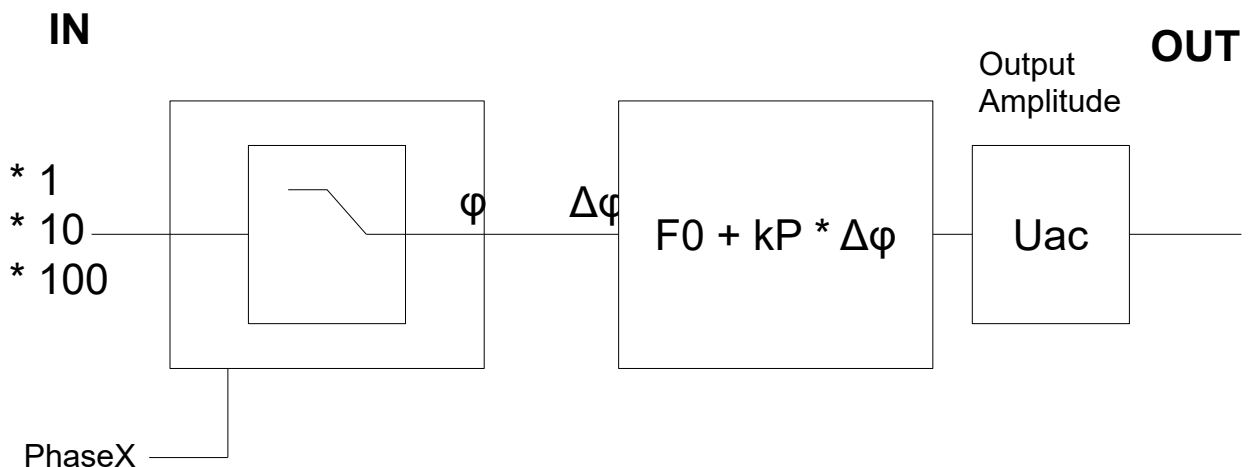 IN
OUT
Output
Amplitude
* 1
* 10
* 100
φ
Δφ
F0 + kP * Δφ
Uac
PhaseX